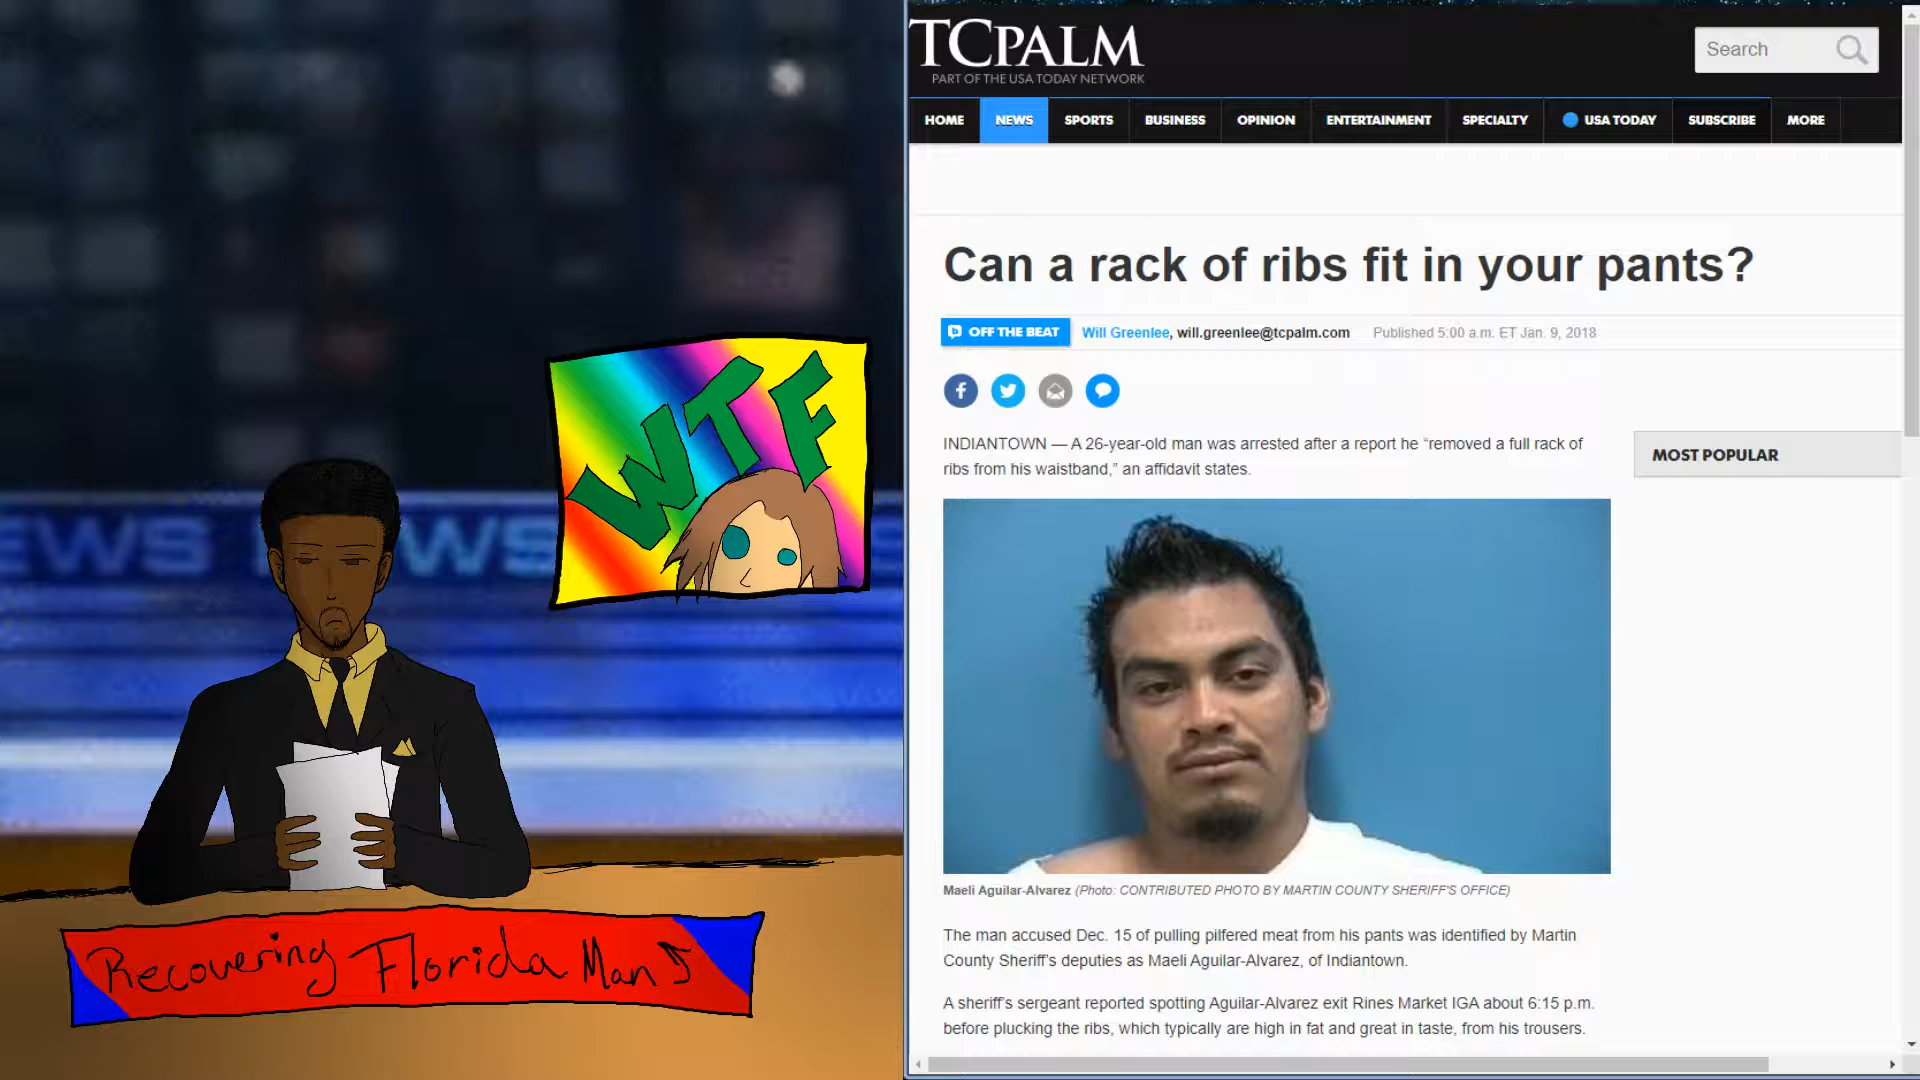 EWS NEWS
WTF
Recovering Florida Man
TCPALM
PART OF THE USA TODAY NETWORK
Search
HOME NEWS SPORTS BUSINESS OPINION ENTERTAINMENT SPECIALTY USA TODAY SUBSCRIBE MORE
Can a rack of ribs fit in your pants?
OFF THE BEAT Will Greenlee, will.greenlee@tcpalm.com Published 5:00 a.m. ET Jan. 9, 2018
INDIANTOWN — A 26-year-old man was arrested after a report he “removed a full rack of
ribs from his waistband,” an affidavit states.
MOST POPULAR
Maeli Aguilar-Alvarez (Photo: CONTRIBUTED PHOTO BY MARTIN COUNTY SHERIFF'S OFFICE)
The man accused Dec. 15 of pulling pilfered meat from his pants was identified by Martin
County Sheriff's deputies as Maeli Aguilar-Alvarez, of Indiantown.
A sheriff's sergeant reported spotting Aguilar-Alvarez exit Rines Market IGA about 6:15 p.m.
before plucking the ribs, which typically are high in fat and great in taste, from his trousers.